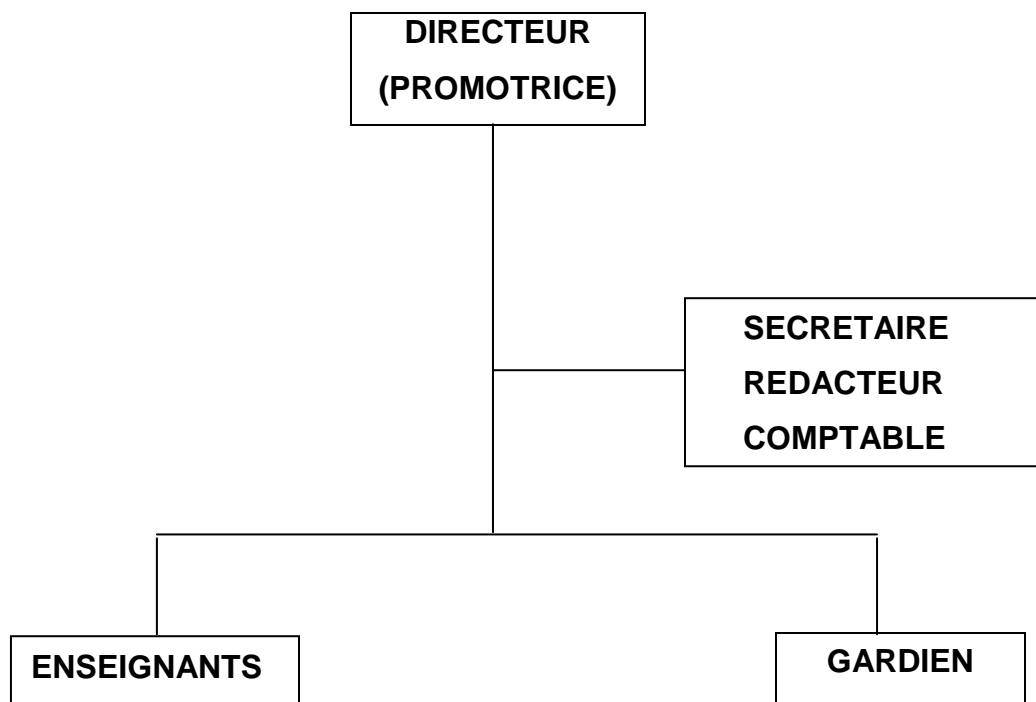 DIRECTEUR
(PROMOTRICE)
SECRETAIRE
REDACTEUR
COMPTABLE
ENSEIGNANTS
GARDIEN